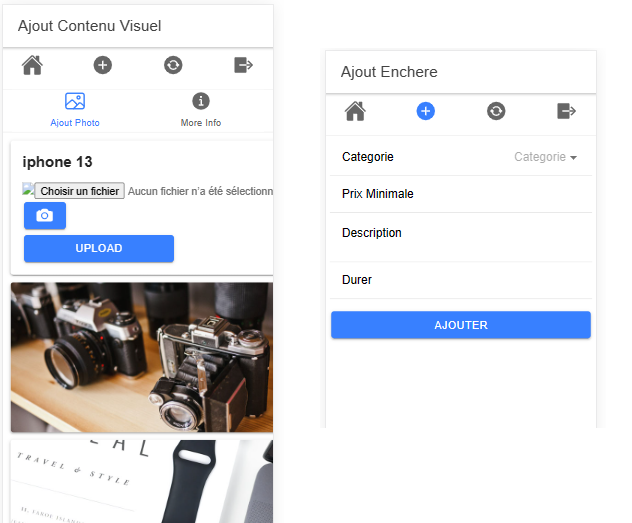 Ajout Contenu Visuel
Ajout Photo
More Info
iphone 13
Choisir un fichier Aucun fichier n'a été sélectionn
UPLOAD
E A L
TRAVEL & STYLE
Ajout Enchere
Categorie
Categorie
Prix Minimale
Description
Durer
AJOUTER